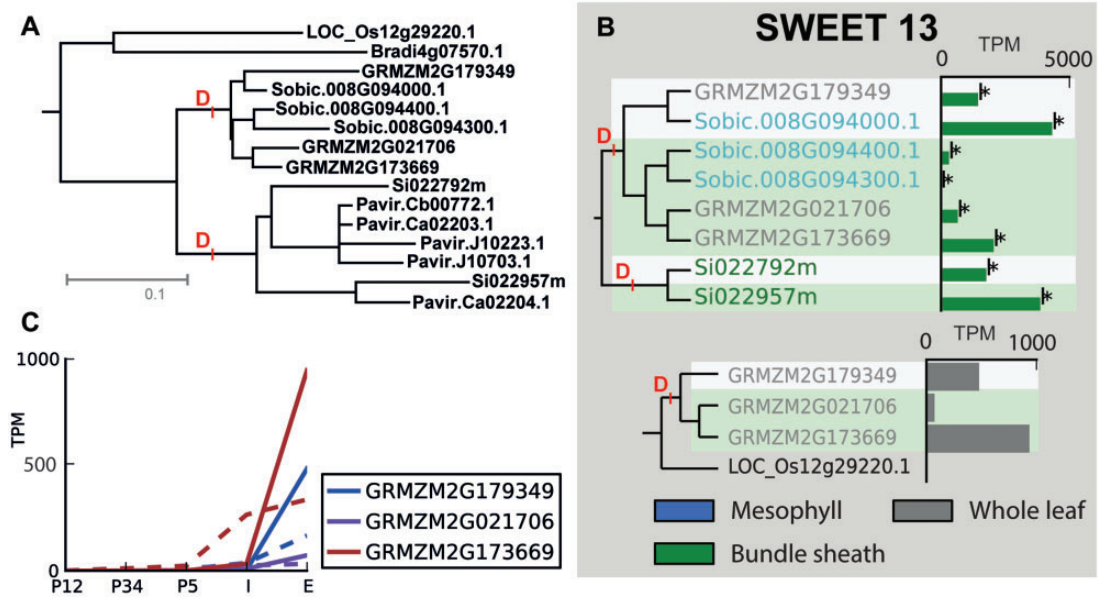 A
LOC_Os12g29220.1
Bradi4g07570.1
GRMZM2G179349
Sobic.008G094000.1
D
Sobic.008G094400.1
Sobic.008G094300.1
GRMZM2G021706
GRMZM2G173669
Si022792m
Pavir.Cb00772.1
Pavir.Ca02203.1
D
Pavir.J10223.1
Pavir.J10703.1
Si022957m
Pavir.Ca02204.1
0.1
B
SWEET 13
TPM
0 5000
GRMZM2G179349 *
Sobic.008G094000.1 *
D
Sobic.008G094400.1 *
Sobic.008G094300.1 *
GRMZM2G021706 *
GRMZM2G173669 *
D
Si022792m *
Si022957m *
TPM
0 1000
GRMZM2G179349
D
GRMZM2G021706
GRMZM2G173669
LOC_Os12g29220.1
Mesophyll
Whole leaf
Bundle sheath
C
1000
TPM
500
0
P12 P34 P5 I E
GRMZM2G179349
GRMZM2G021706
GRMZM2G173669